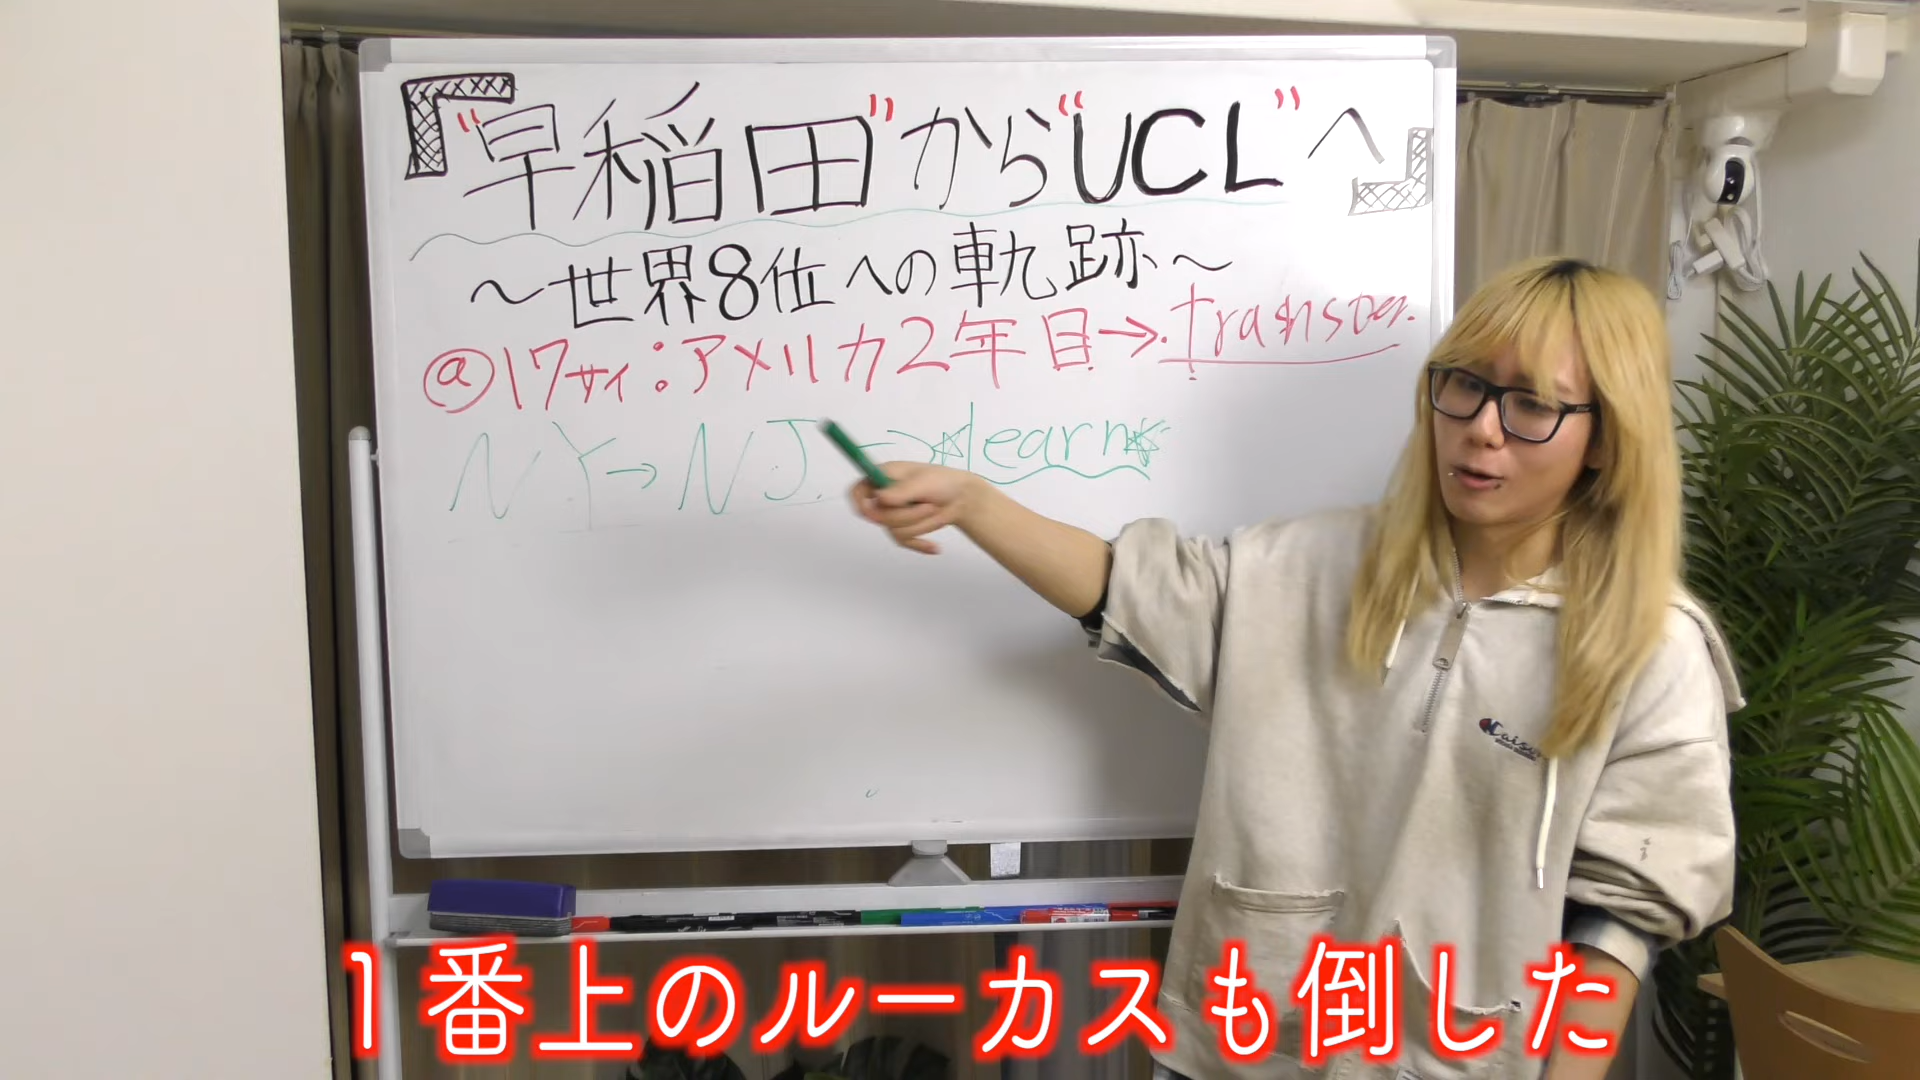 『"早稲田"から"UCL"へ』
〜世界8位への軌跡〜
@17サイ:アメリカ2年目→transfer.
NY→NJ→☆learn☆
1番上のルーカスも倒した